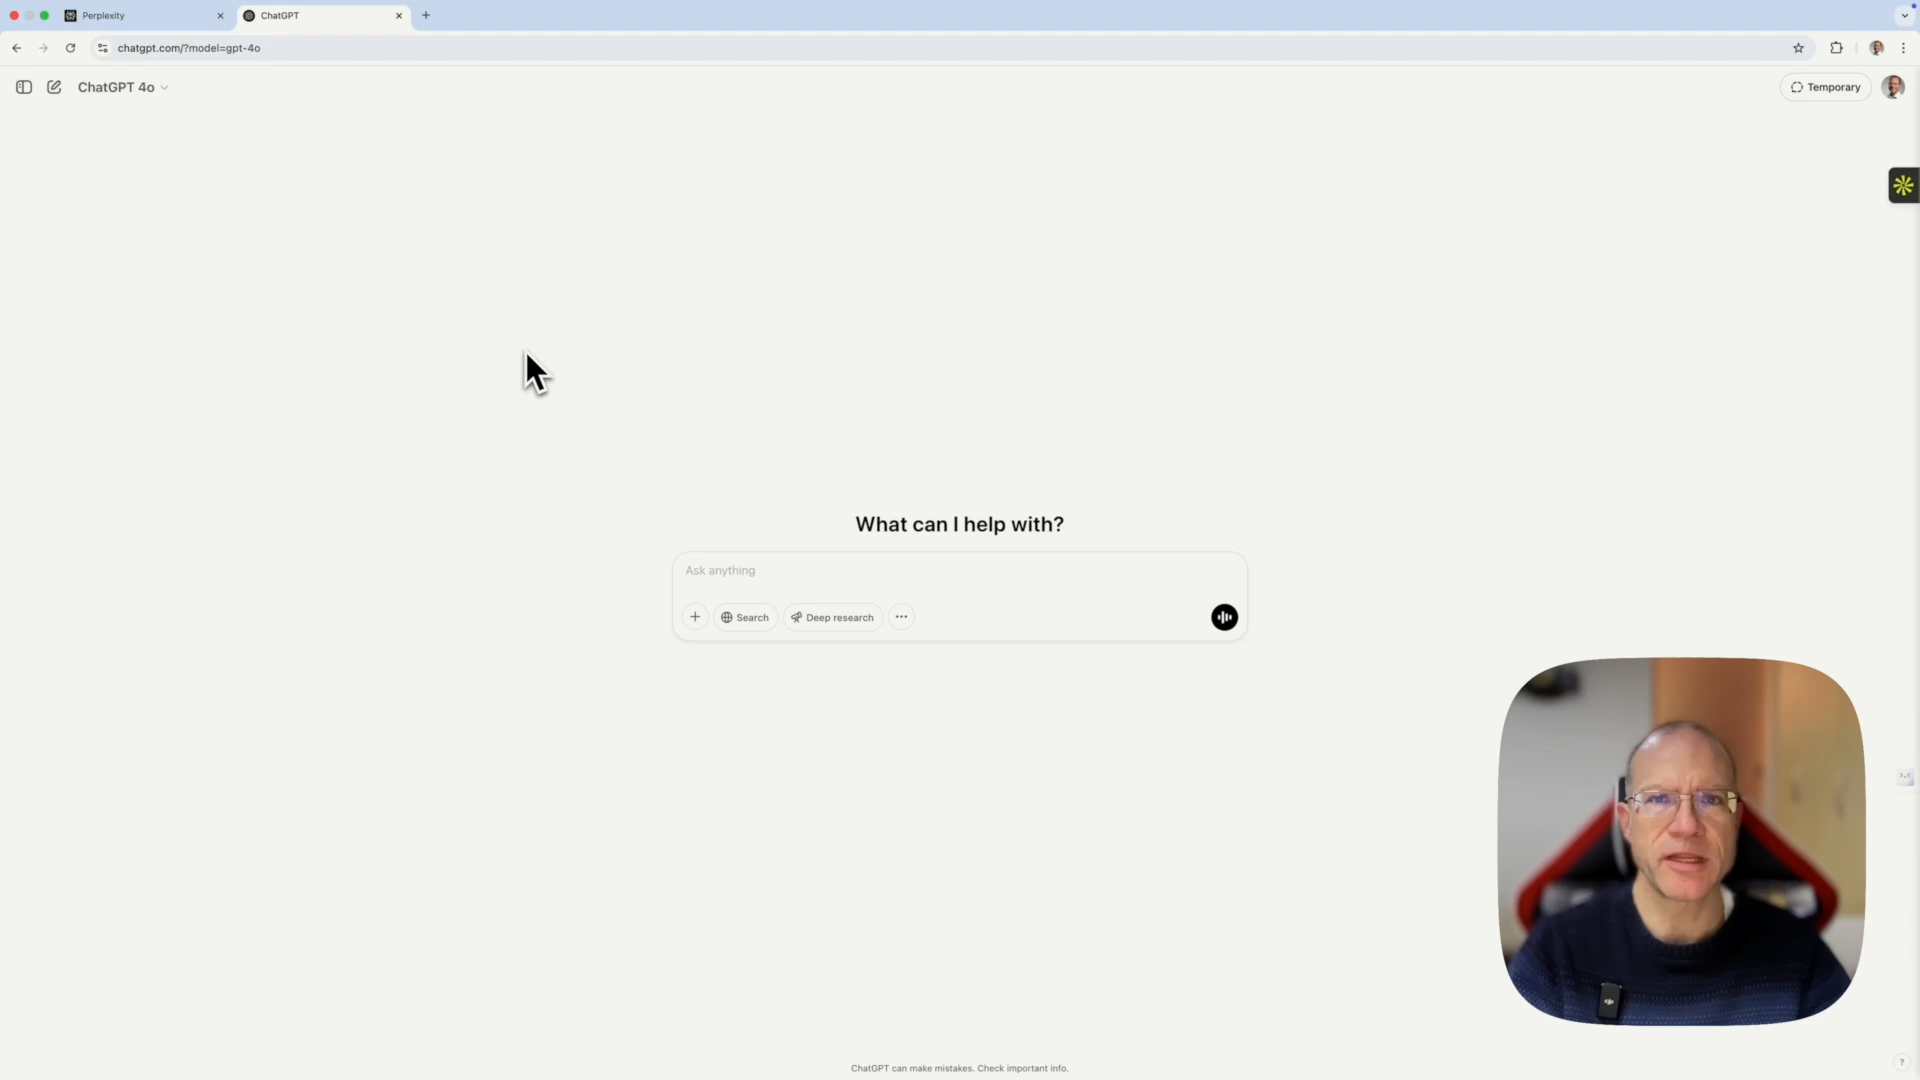 Perplexity
ChatGPT
chatgpt.com/?model=gpt-4o
ChatGPT 4o
Temporary
What can I help with?
Ask anything
Search
Deep research
ChatGPT can make mistakes. Check important info.
?